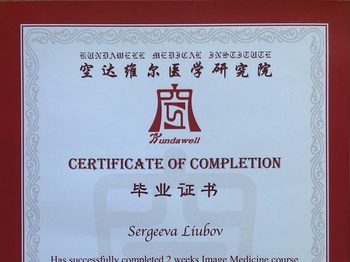 KUNDAWELL MEDICAL INSTITUTE
空达维尔医学研究院
Kundawell
CERTIFICATE OF COMPLETION
毕业证书
Sergeeva Liubov
Has successfully completed 2 weeks Image Medicine course